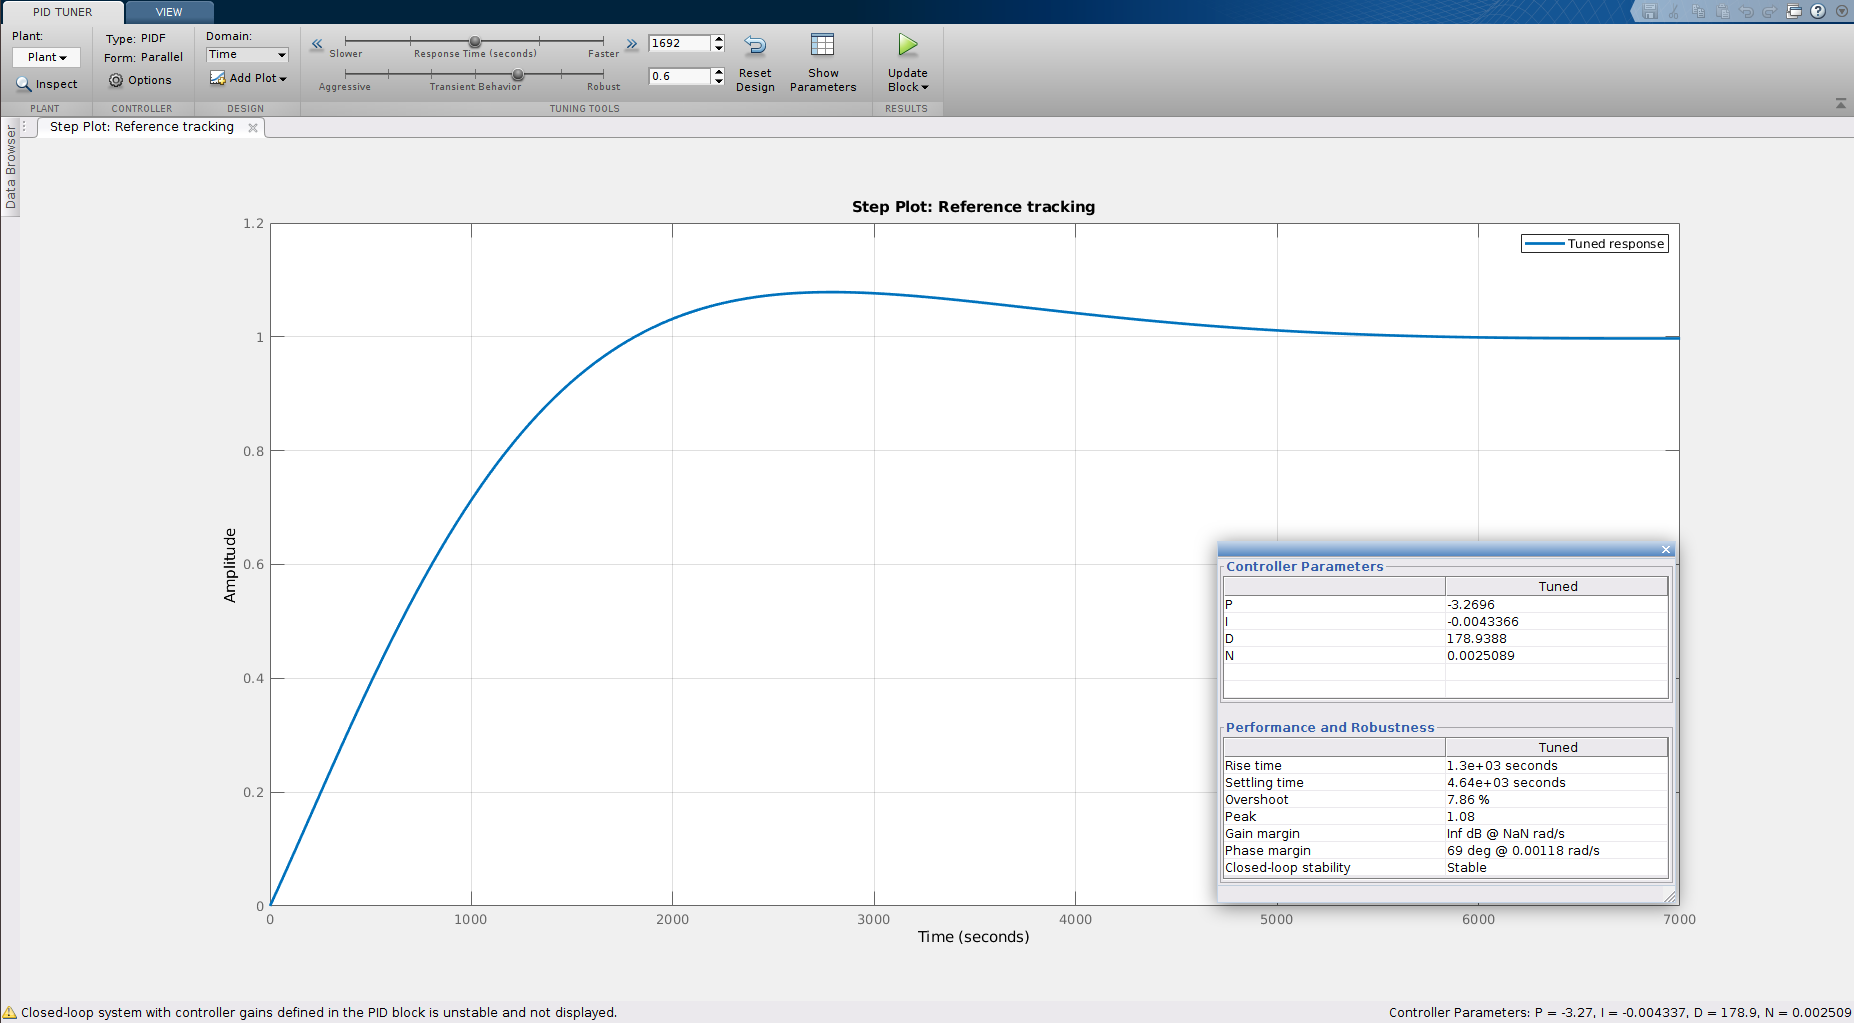 PID TUNER
VIEW
Plant:
Plant
Inspect
PLANT
Type: PIDF
Form: Parallel
Options
CONTROLLER
Domain:
Time
Add Plot
DESIGN
Slower
Response Time (seconds)
Faster
1692
Aggressive
Transient Behavior
Robust
0.6
TUNING TOOLS
Reset
Design
Show
Parameters
Update
Block
RESULTS
Data Browser
Step Plot: Reference tracking
Step Plot: Reference tracking
Tuned response
1.2
1
0.8
0.6
0.4
0.2
0
Amplitude
0 1000 2000 3000 4000 5000 6000 7000
Time (seconds)
Controller Parameters
Tuned
P -3.2696
I -0.0043366
D 178.9388
N 0.0025089
Performance and Robustness
Tuned
Rise time 1.3e+03 seconds
Settling time 4.64e+03 seconds
Overshoot 7.86 %
Peak 1.08
Gain margin Inf dB @ NaN rad/s
Phase margin 69 deg @ 0.00118 rad/s
Closed-loop stability Stable
Closed-loop system with controller gains defined in the PID block is unstable and not displayed.
Controller Parameters: P = -3.27, I = -0.004337, D = 178.9, N = 0.002509